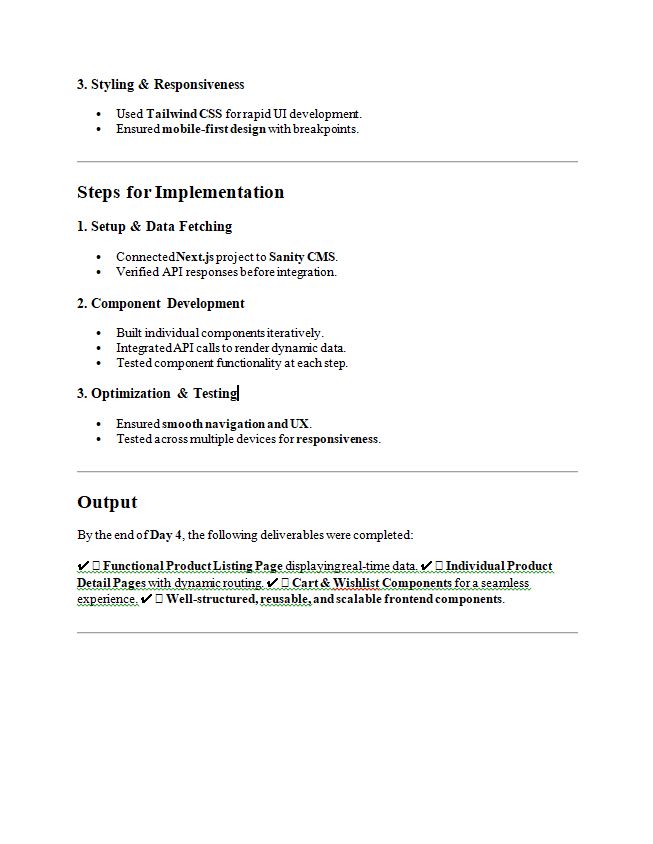 3. Styling & Responsiveness
• Used Tailwind CSS for rapid UI development.
• Ensured mobile-first design with breakpoints.
Steps for Implementation
1. Setup & Data Fetching
• Connected Next.js project to Sanity CMS.
• Verified API responses before integration.
2. Component Development
• Built individual components iteratively.
• Integrated API calls to render dynamic data.
• Tested component functionality at each step.
3. Optimization & Testing
• Ensured smooth navigation and UX.
• Tested across multiple devices for responsiveness.
Output
By the end of Day 4, the following deliverables were completed:
✔ □ Functional Product Listing Page displaying real-time data. ✔ □ Individual Product
Detail Pages with dynamic routing. ✔ □ Cart & Wishlist Components for a seamless
experience. ✔ □ Well-structured, reusable, and scalable frontend components.